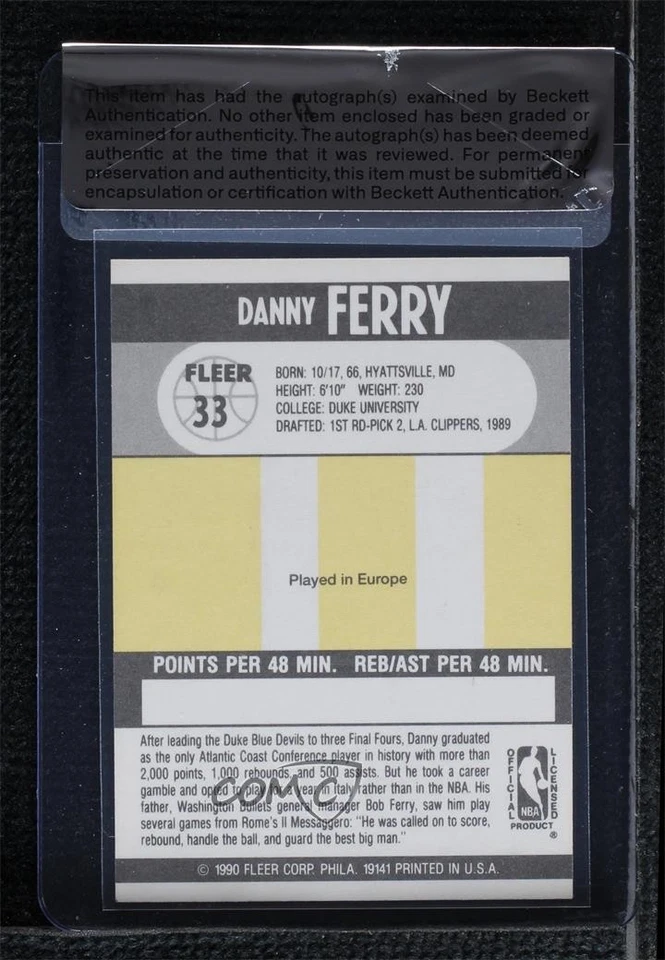 This item has had the autograph(s) examined by Beckett
Authentication. No other item enclosed has been graded or
examined for authenticity. The autograph(s) has been deemed
authentic at the time that it was reviewed. For permanent
preservation and authenticity, this item must be submitted for
encapsulation or certification with Beckett Authentication.
DANNY FERRY
FLEER
33
BORN: 10/17, 66, HYATTSVILLE, MD
HEIGHT: 6'10" WEIGHT: 230
COLLEGE: DUKE UNIVERSITY
DRAFTED: 1ST RD-PICK 2, L.A. CLIPPERS, 1989
Played in Europe
POINTS PER 48 MIN. REB/AST PER 48 MIN.
After leading the Duke Blue Devils to three Final Fours, Danny graduated
as the only Atlantic Coast Conference player in history with more than
2,000 points, 1,000 rebounds, and 500 assists. But he took a career
gamble and opted to play for a year in Italy rather than in the NBA. His
father, Washington Bullets general manager Bob Ferry, saw him play
several games from Rome's Il Messaggero: "He was called on to score,
rebound, handle the ball, and guard the best big man."
COMC
OFFICIAL
LICENSED
NBA
PRODUCT
®
© 1990 FLEER CORP. PHILA. 19141 PRINTED IN U.S.A.